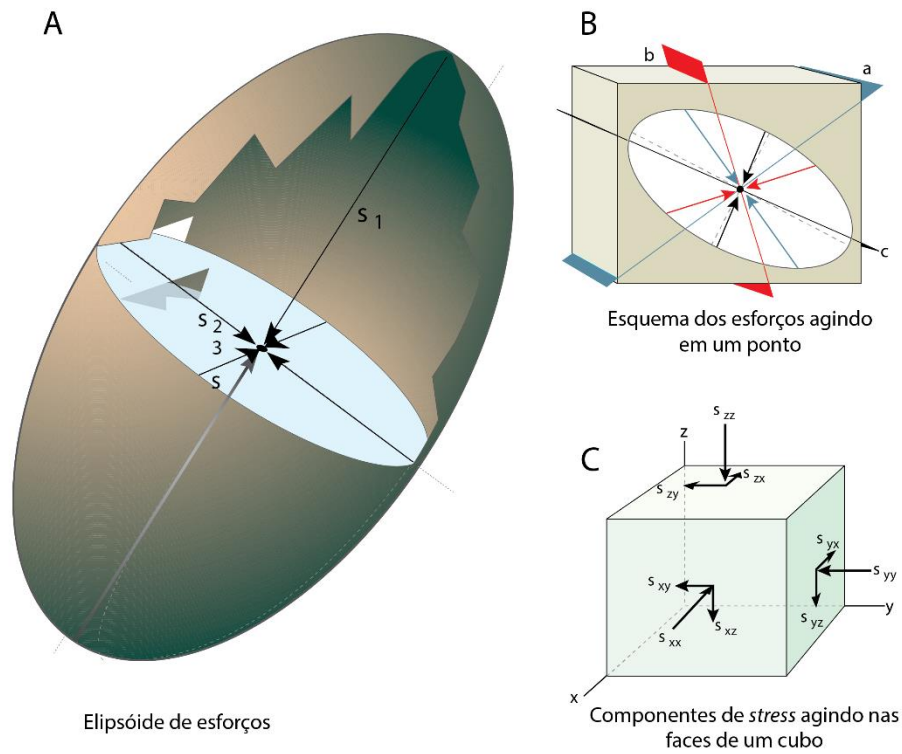 A
s 1
s 2
3
s
Elipsóide de esforços
B
b
a
c
Esquema dos esforços agindo
em um ponto
C
s zz
z
s zx
s zy
s yx
s xy
s yy
y
s yz
s xx
s xz
x
Componentes de stress agindo nas
faces de um cubo